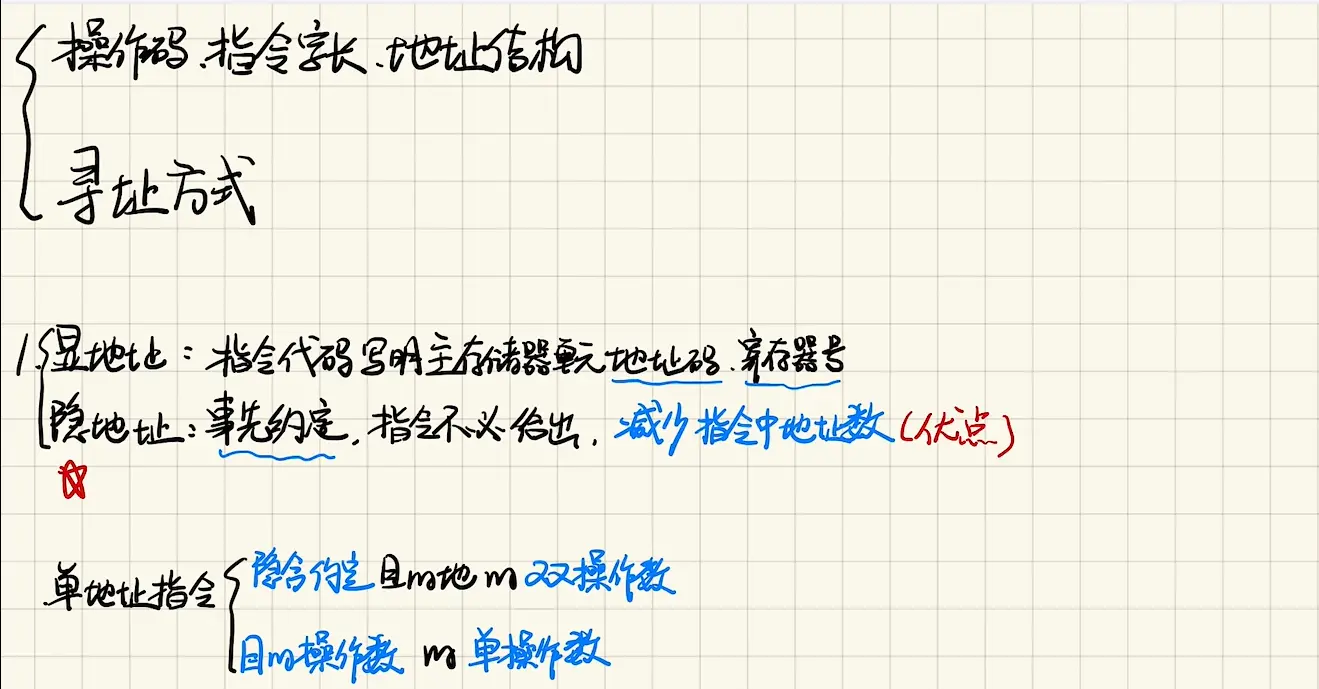 操作码、指令字长、地址结构
寻址方式
1. 显地址：指令代码写明主存储器单元地址码、寄存器号
隐地址：事先约定，指令不必给出，减少指令中地址数（优点）
单地址指令
隐含约定目的地的双操作数
目的操作数的单操作数